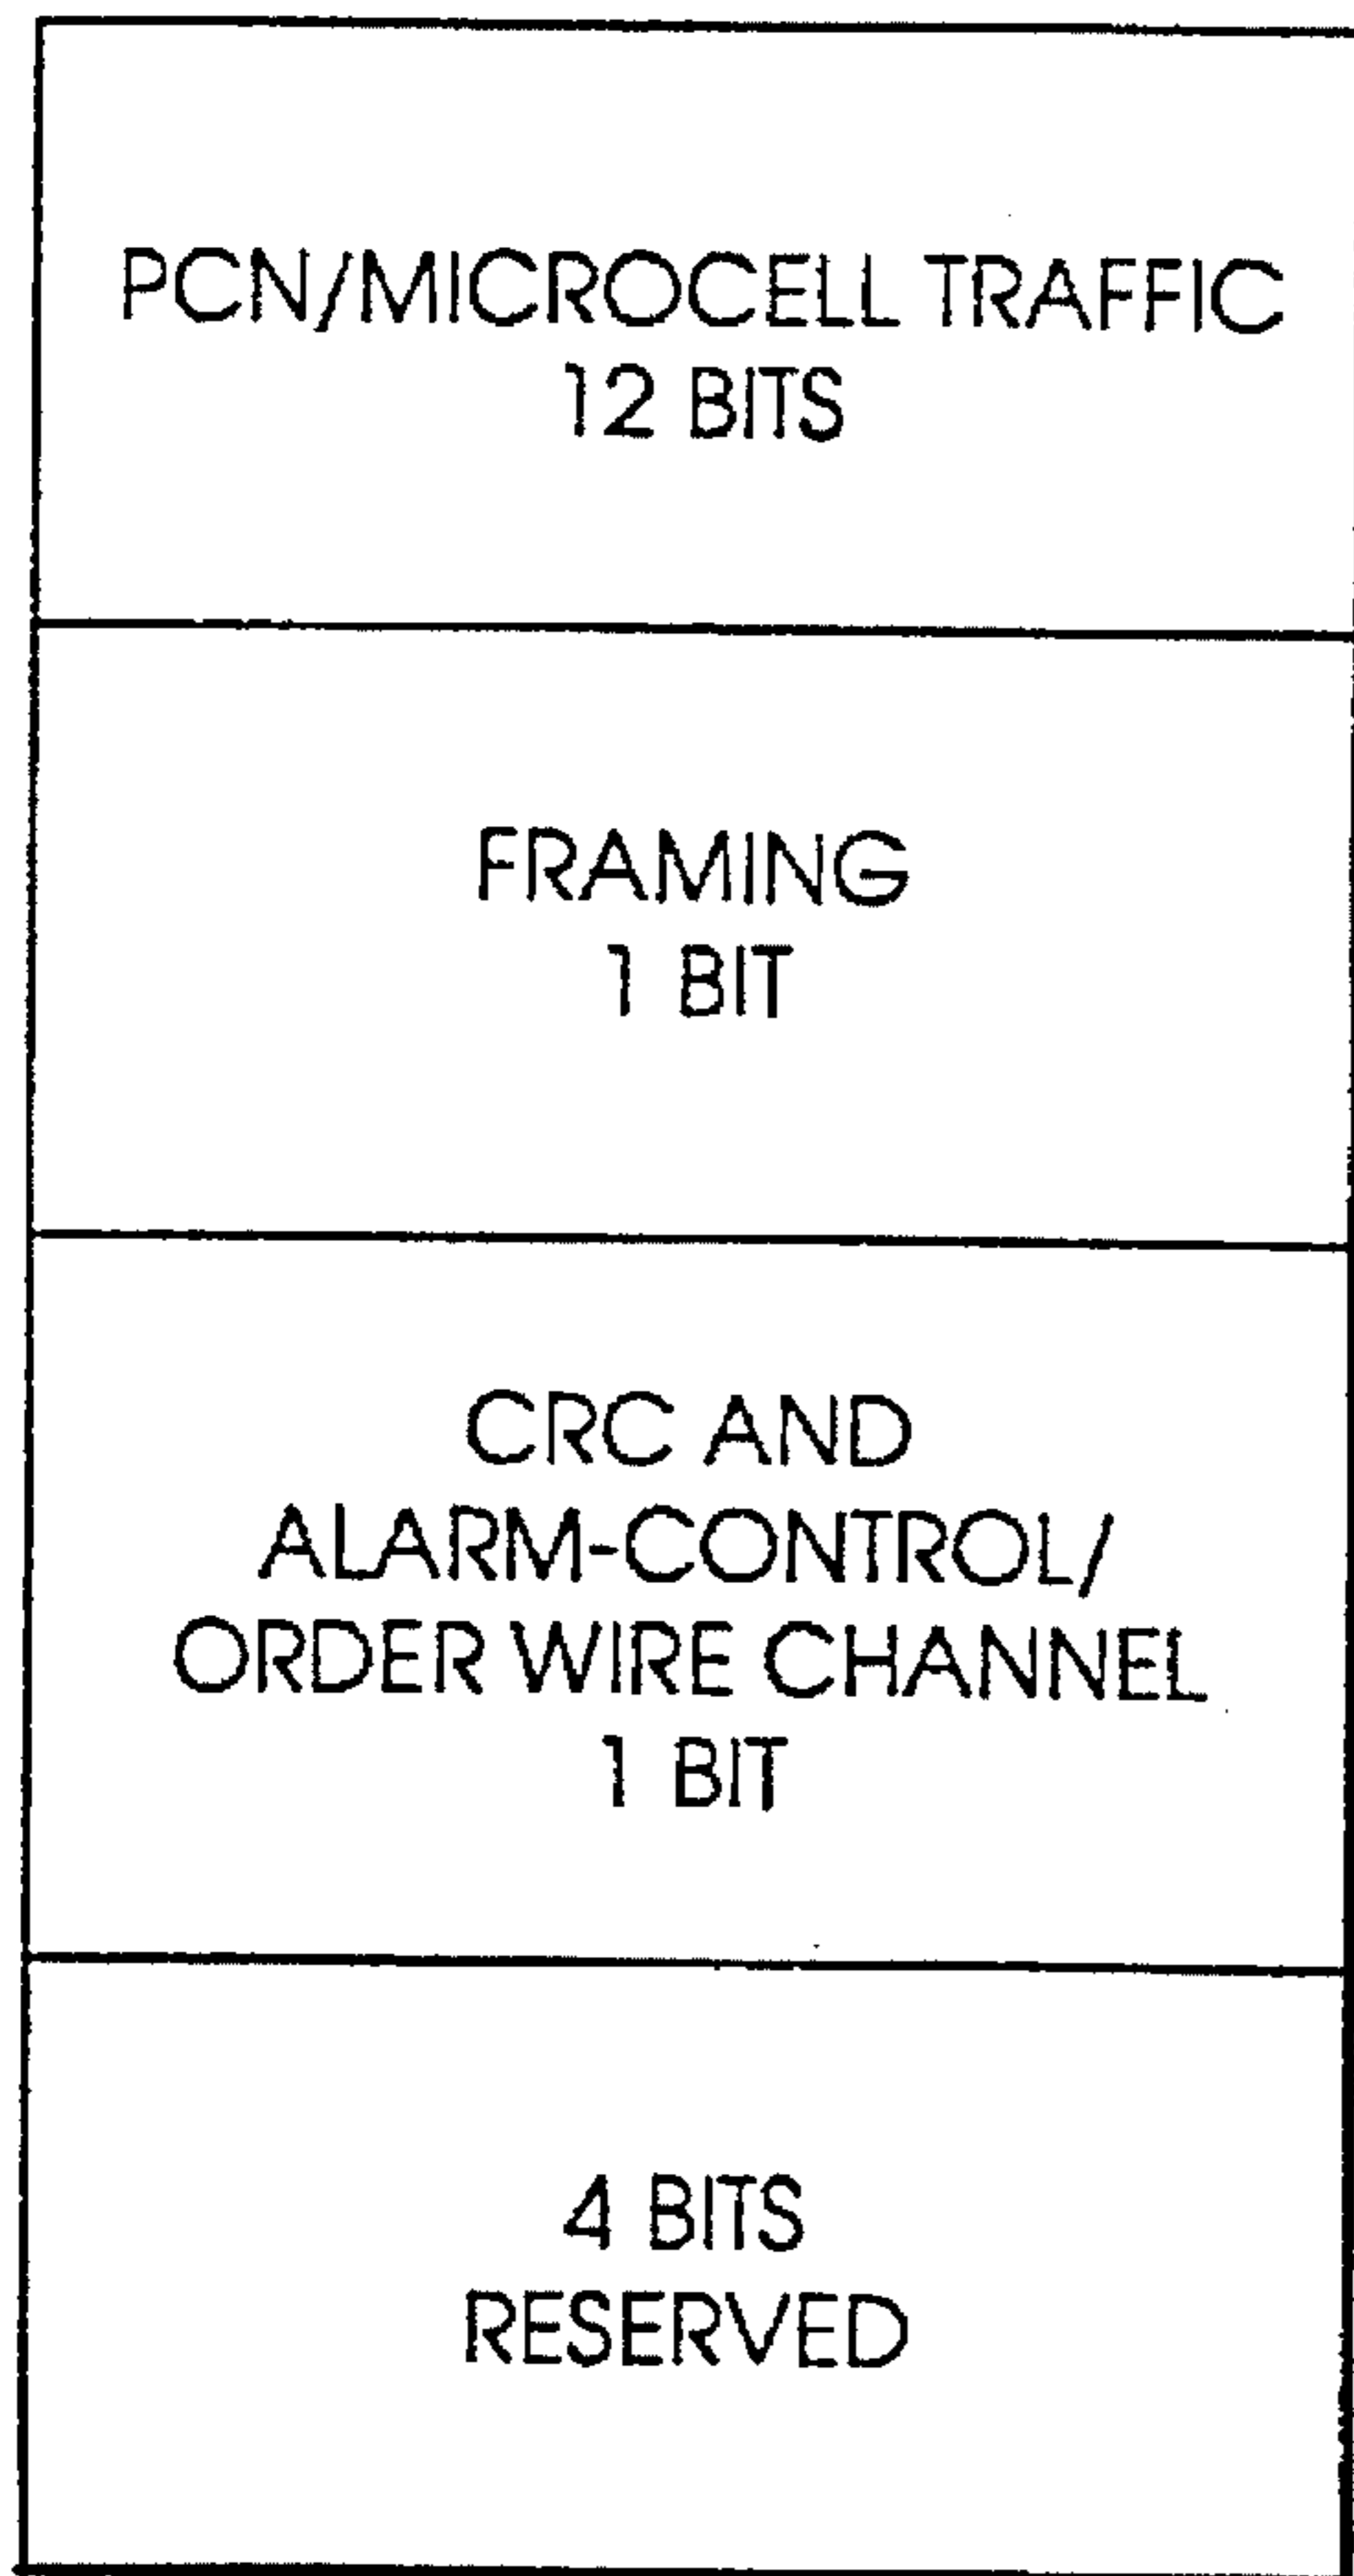 PCN/MICROCELL TRAFFIC
12 BITS
FRAMING
1 BIT
CRC AND
ALARM-CONTROL/
ORDER WIRE CHANNEL
1 BIT
4 BITS
RESERVED